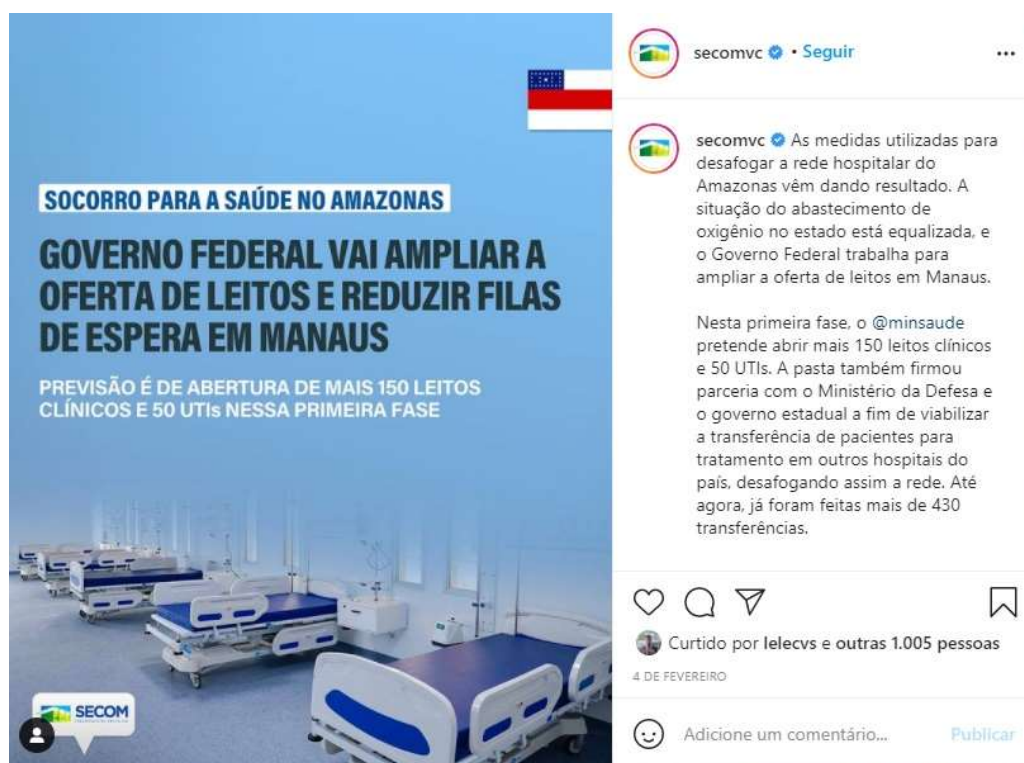 SOCORRO PARA A SAÚDE NO AMAZONAS
GOVERNO FEDERAL VAI AMPLIAR A
OFERTA DE LEITOS E REDUZIR FILAS
DE ESPERA EM MANAUS
PREVISÃO É DE ABERTURA DE MAIS 150 LEITOS
CLÍNICOS E 50 UTIs NESSA PRIMEIRA FASE
SECOM
secomvc • Seguir
secomvc As medidas utilizadas para
desafogar a rede hospitalar do
Amazonas vêm dando resultado. A
situação do abastecimento de
oxigênio no estado está equalizada, e
o Governo Federal trabalha para
ampliar a oferta de leitos em Manaus.
Nesta primeira fase, o @minsaude
pretende abrir mais 150 leitos clínicos
e 50 UTIs. A pasta também firmou
parceria com o Ministério da Defesa e
o governo estadual a fim de viabilizar
a transferência de pacientes para
tratamento em outros hospitais do
país, desafogando assim a rede. Até
agora, já foram feitas mais de 430
transferências.
Curtido por lelecvs e outras 1.005 pessoas
4 DE FEVEREIRO
Adicione um comentário... Publicar